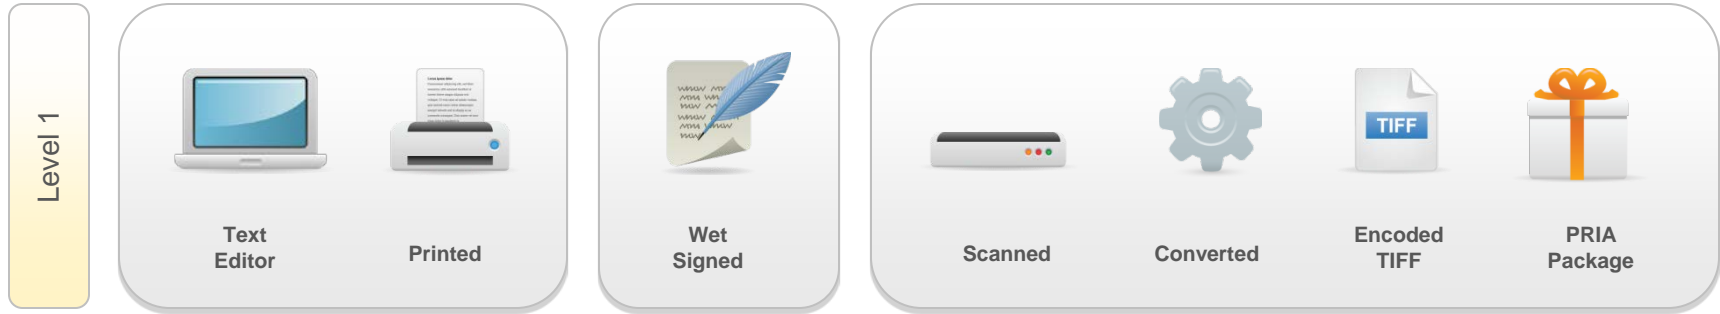 Level 1
Text
Editor
Printed
Wet
Signed
Scanned
Converted
TIFF
Encoded
TIFF
PRIA
Package